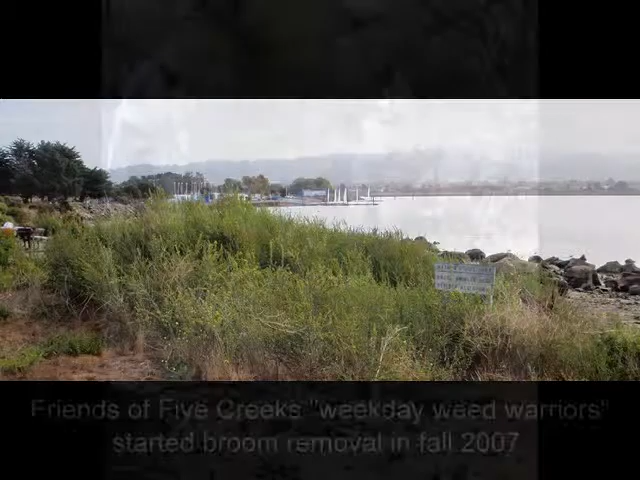 Friends of Five Creeks "weekday weed warriors"
started broom removal in fall 2007